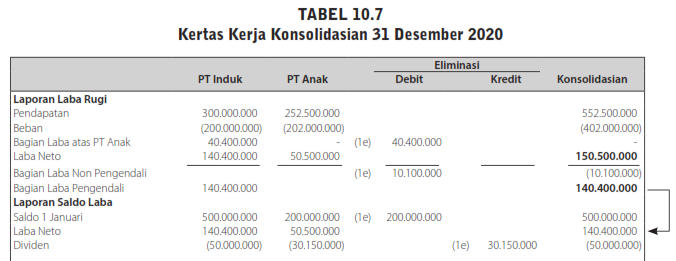 TABEL 10.7
Kertas Kerja Konsolidasian 31 Desember 2020
Eliminasi
PT Induk PT Anak Debit Kredit Konsolidasian
Laporan Laba Rugi
Pendapatan 300.000.000 252.500.000 552.500.000
Beban (200.000.000) (202.000.000) (402.000.000)
Bagian Laba atas PT Anak 40.400.000 - (1e) 40.400.000 -
Laba Neto 140.400.000 50.500.000 150.500.000
Bagian Laba Non Pengendali (1e) 10.100.000 (10.100.000)
Bagian Laba Pengendali 140.400.000 140.400.000
Laporan Saldo Laba
Saldo 1 Januari 500.000.000 200.000.000 (1e) 200.000.000 500.000.000
Laba Neto 140.400.000 50.500.000 140.400.000
Dividen (50.000.000) (30.150.000) (1e) 30.150.000 (50.000.000)